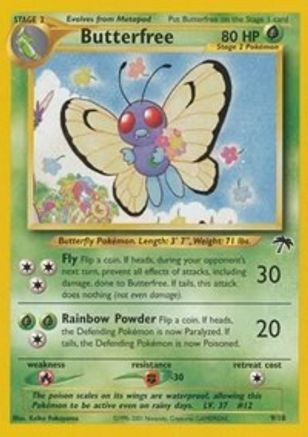 STAGE 2 Evolves from Metapod Put Butterfree on the Stage 1 card
Butterfree 80 HP
Stage 2 Pokémon
Butterfly Pokémon. Length: 3' 7", Weight: 71 lbs.
Fly Flip a coin. If heads, during your opponent's
next turn, prevent all effects of attacks, including
damage, done to Butterfree. If tails, this attack
does nothing (not even damage).
30
Rainbow Powder Flip a coin. If heads,
the Defending Pokémon is now Paralyzed. If
tails, the Defending Pokémon is now Poisoned.
20
weakness resistance retreat cost
30
The poison scales on its wings are waterproof, allowing this
Pokémon to be active even on rainy days. LV. 37 #12
Illus. Keiko Fukuyama 9/18